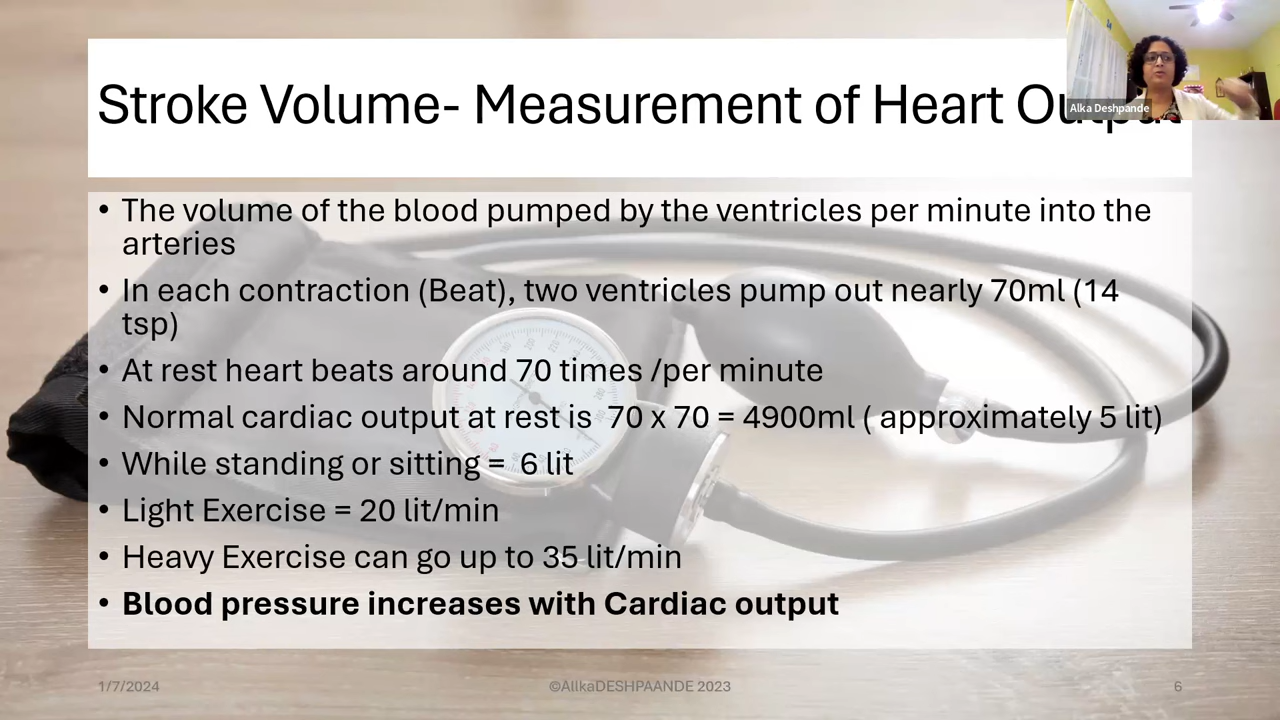 Stroke Volume- Measurement of Heart Output
Alka Deshpande
• The volume of the blood pumped by the ventricles per minute into the
arteries
• In each contraction (Beat), two ventricles pump out nearly 70ml (14
tsp)
• At rest heart beats around 70 times /per minute
• Normal cardiac output at rest is 70 x 70 = 4900ml ( approximately 5 lit)
• While standing or sitting = 6 lit
• Light Exercise = 20 lit/min
• Heavy Exercise can go up to 35 lit/min
• Blood pressure increases with Cardiac output
1/7/2024
©AllkaDESHPAANDE 2023
6